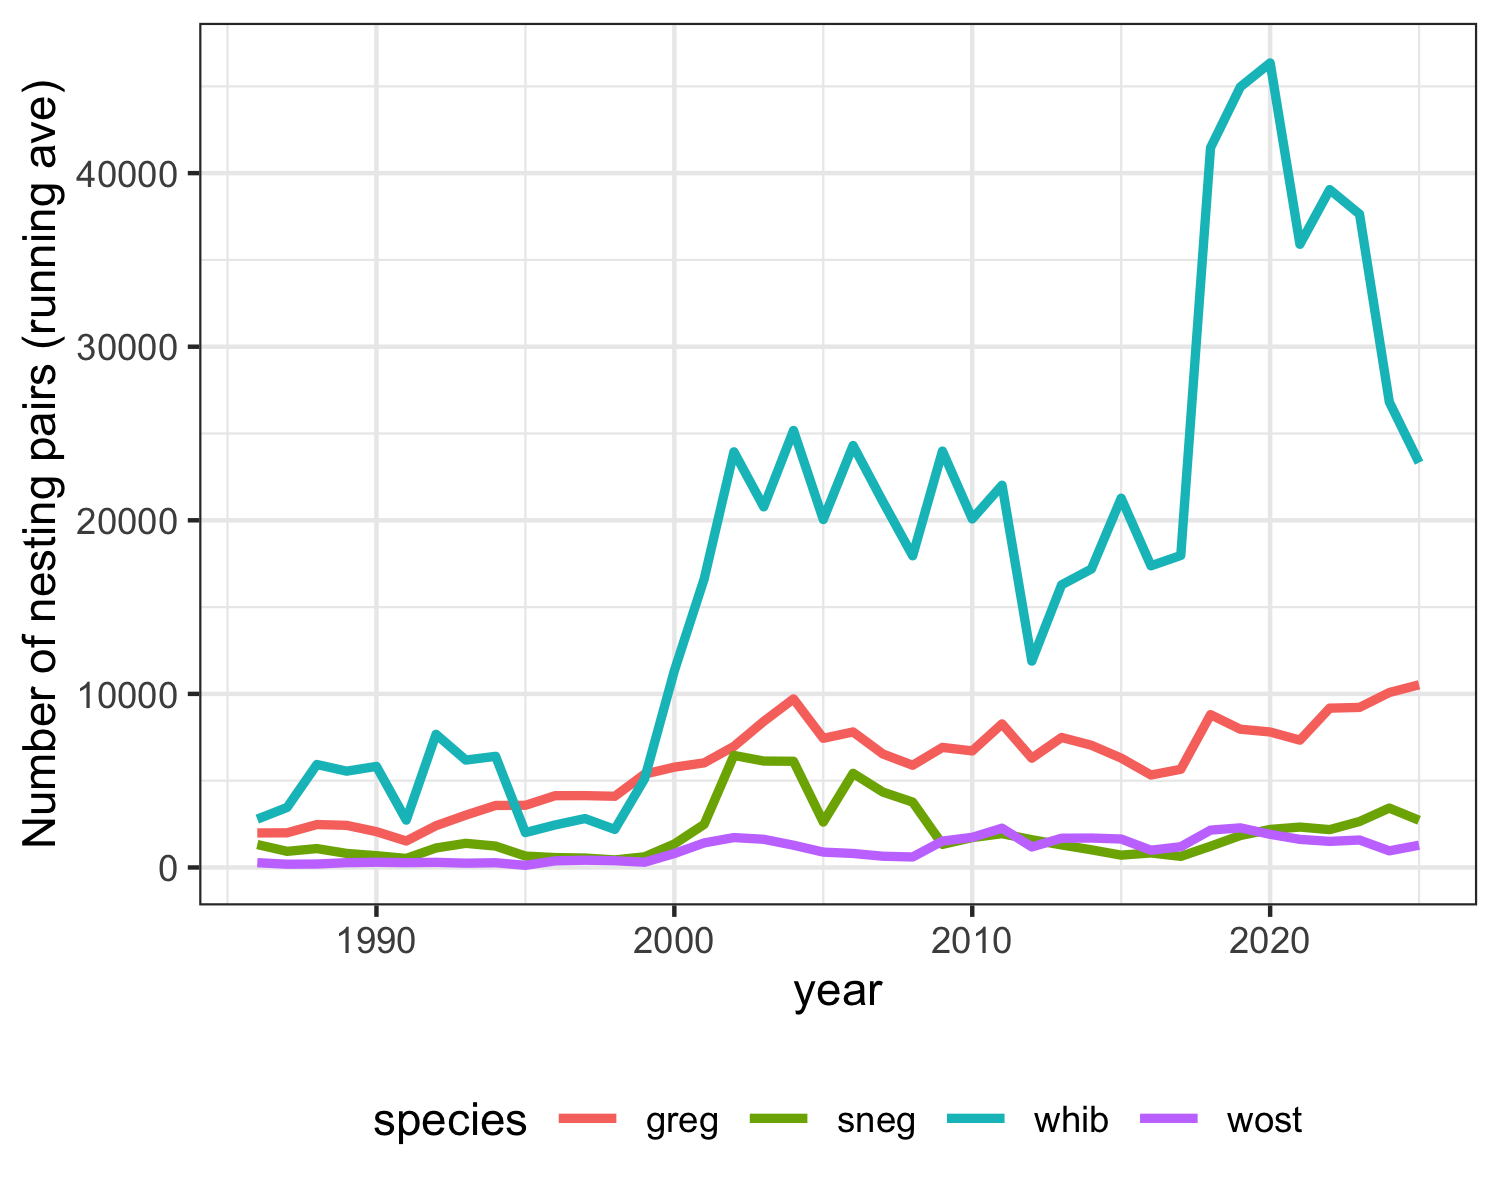 Number of nesting pairs (running ave)
40000
30000
20000
10000
0
1990 2000 2010 2020
year
species greg sneg whib wost